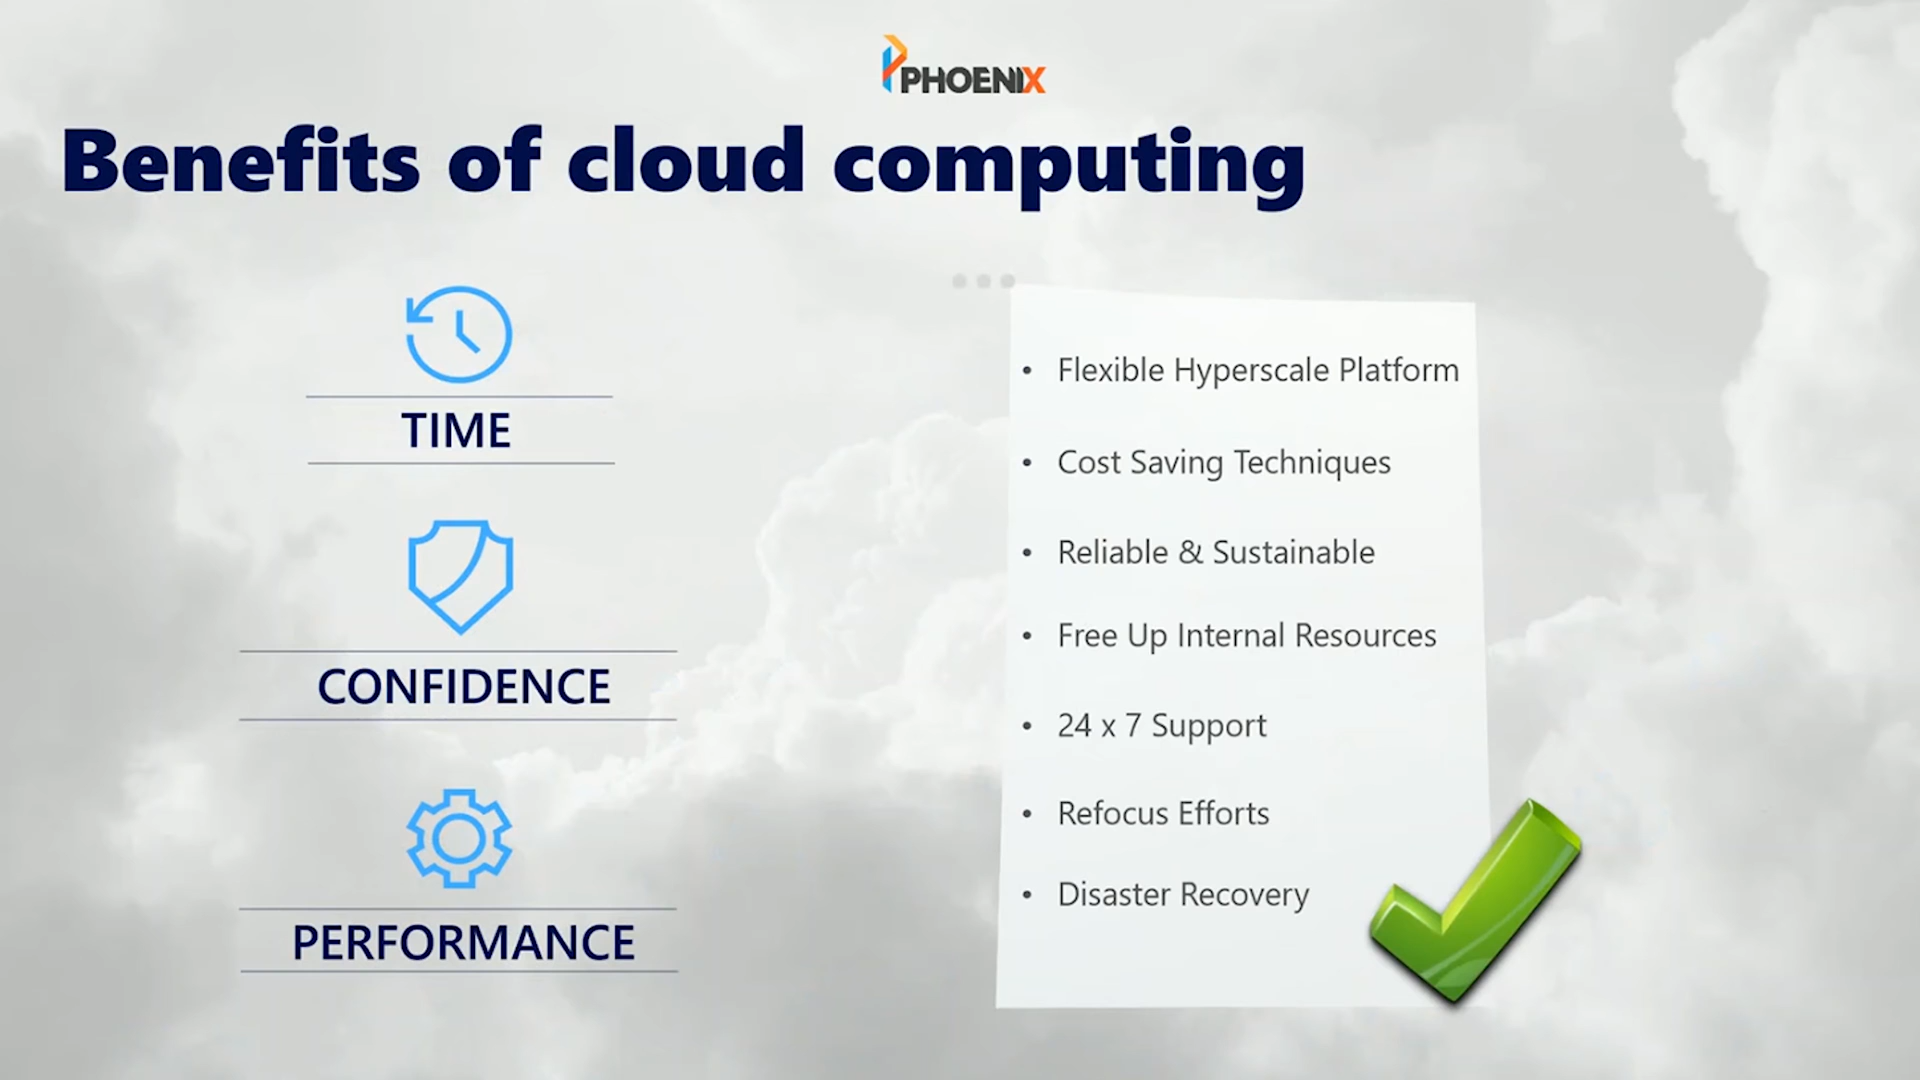 PHOENIX
Benefits of cloud computing
TIME
CONFIDENCE
PERFORMANCE
• Flexible Hyperscale Platform
• Cost Saving Techniques
• Reliable & Sustainable
• Free Up Internal Resources
• 24 x 7 Support
• Refocus Efforts
• Disaster Recovery